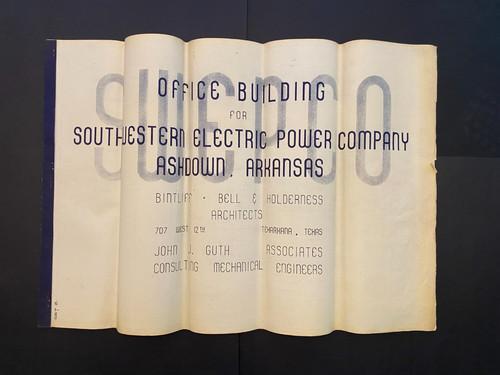 SWEPCO
OFFICE BUILDING
FOR
SOUTHWESTERN ELECTRIC POWER COMPANY
ASHDOWN, ARKANSAS
BINTLIFF · BELL & HOLDERNESS
ARCHITECTS
707 WEST 12TH TEXARKANA, TEXAS
JOHN J. GUTH ASSOCIATES
CONSULTING MECHANICAL ENGINEERS